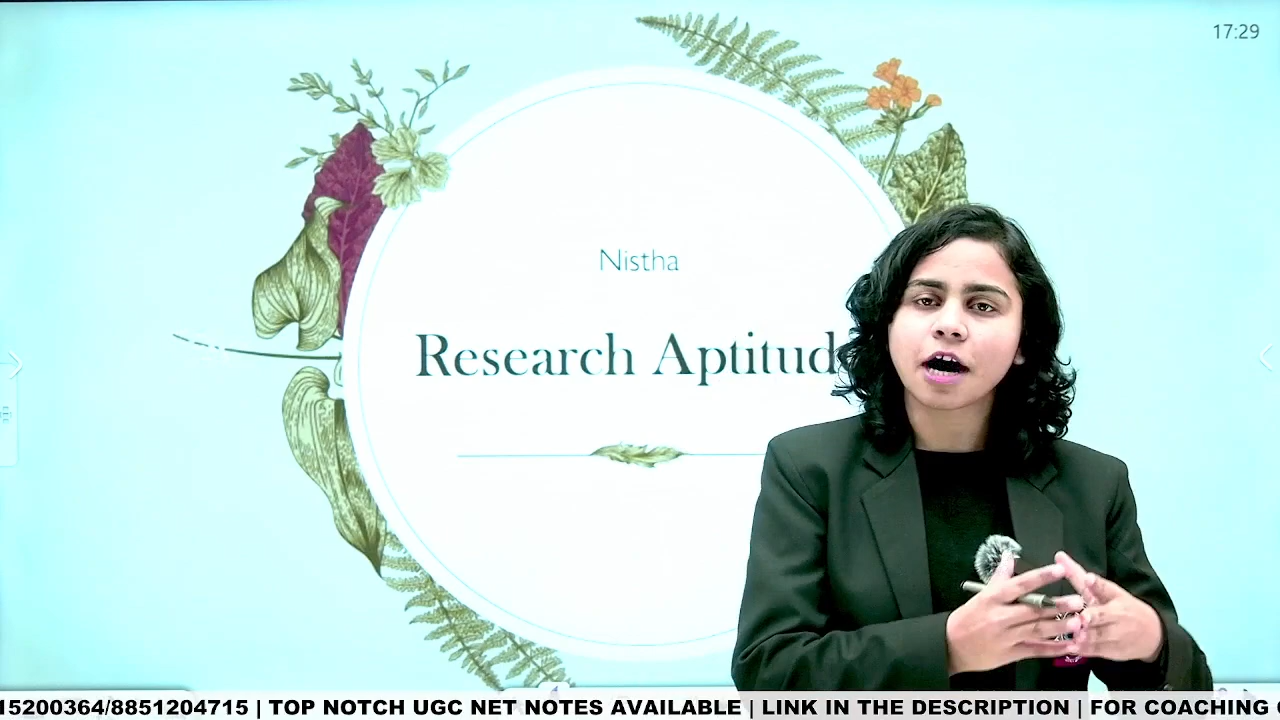 17:29
Nistha
Research Aptitud
15200364/8851204715 | TOP NOTCH UGC NET NOTES AVAILABLE | LINK IN THE DESCRIPTION | FOR COACHING